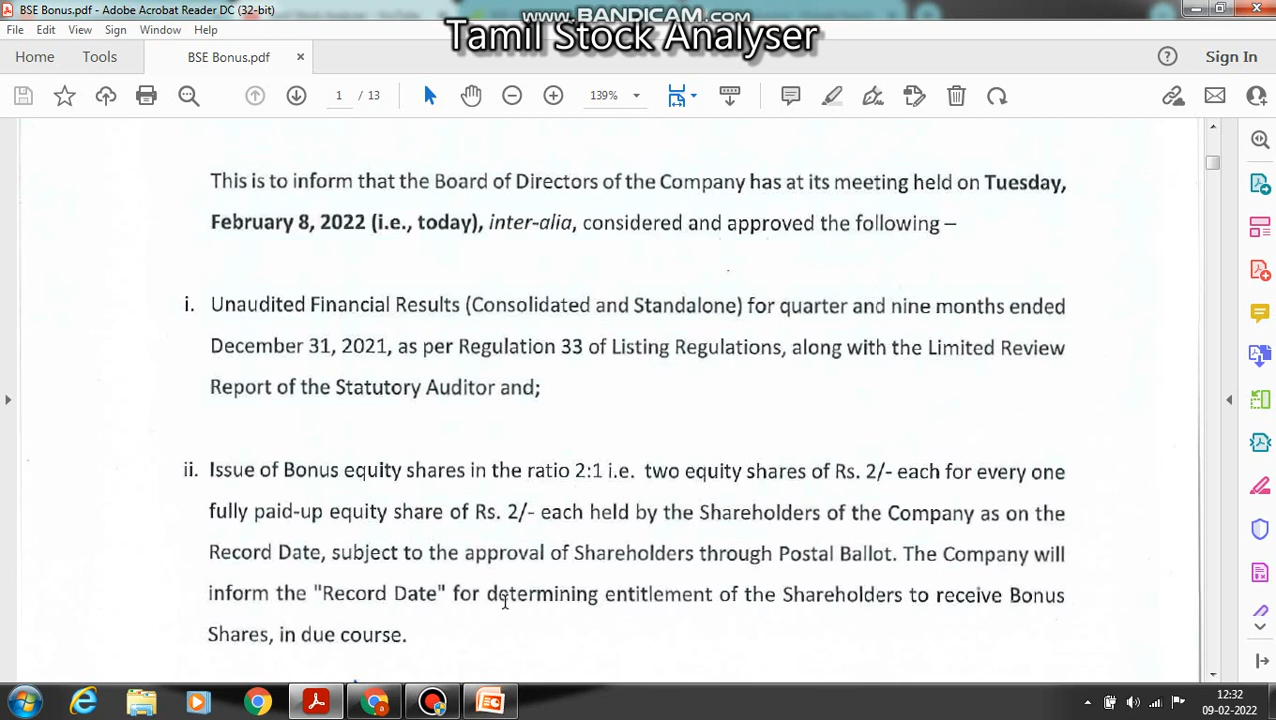 BSE Bonus.pdf - Adobe Acrobat Reader DC (32-bit)
www.BANDICAM.com
File Edit View Sign Window Help
Tamil Stock Analyser
Home Tools BSE Bonus.pdf × Sign In
1 / 13 139%
This is to inform that the Board of Directors of the Company has at its meeting held on Tuesday,
February 8, 2022 (i.e., today), inter-alia, considered and approved the following –
i. Unaudited Financial Results (Consolidated and Standalone) for quarter and nine months ended
December 31, 2021, as per Regulation 33 of Listing Regulations, along with the Limited Review
Report of the Statutory Auditor and;
ii. Issue of Bonus equity shares in the ratio 2:1 i.e. two equity shares of Rs. 2/- each for every one
fully paid-up equity share of Rs. 2/- each held by the Shareholders of the Company as on the
Record Date, subject to the approval of Shareholders through Postal Ballot. The Company will
inform the "Record Date" for determining entitlement of the Shareholders to receive Bonus
Shares, in due course.
12:32
09-02-2022